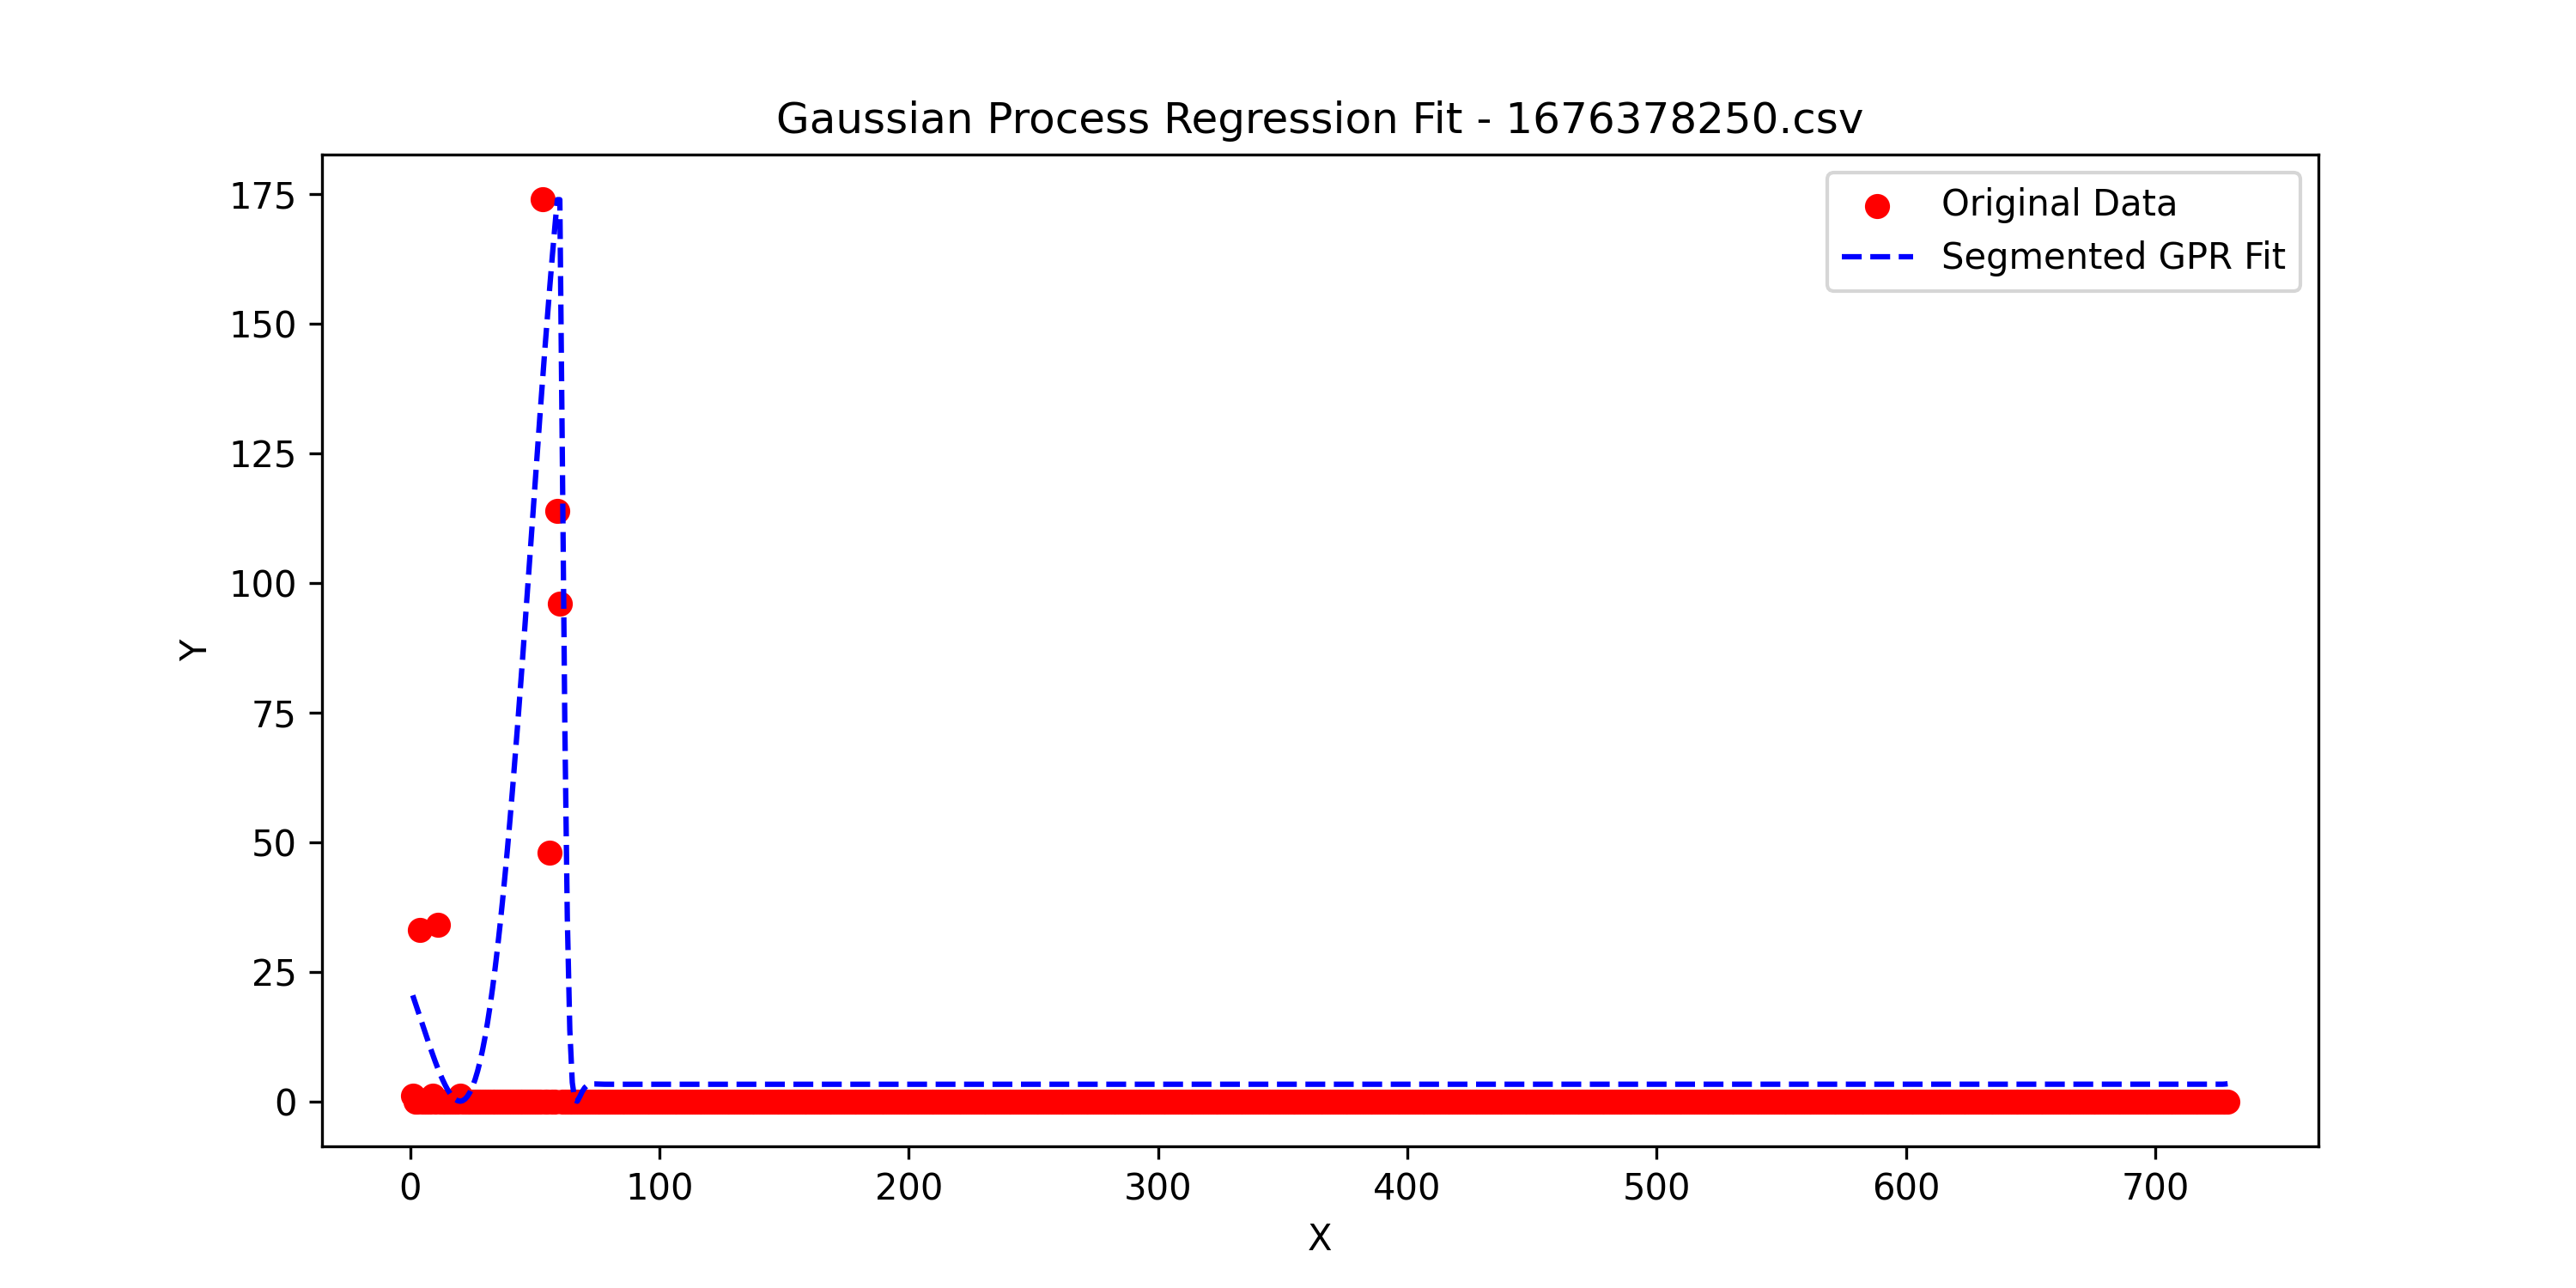 Gaussian Process Regression Fit - 1676378250.csv
Original Data
Segmented GPR Fit
175
150
125
100
75
50
25
0
Y
0 100 200 300 400 500 600 700
X